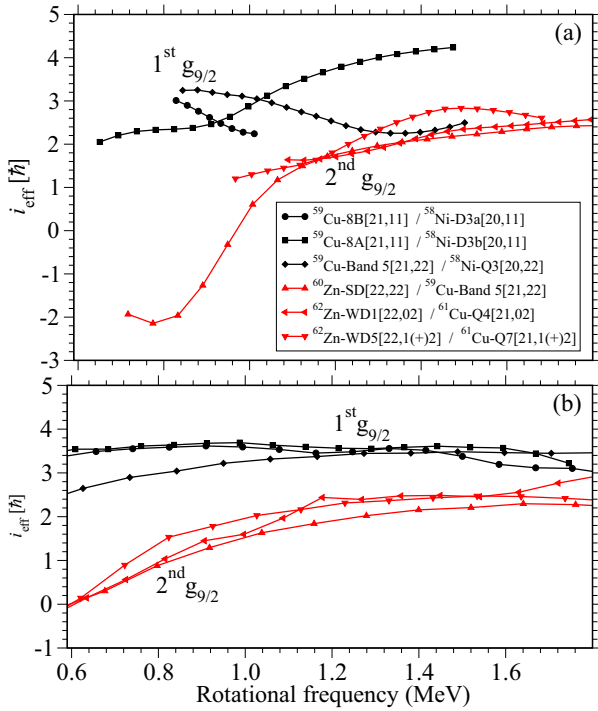 5
4
3
2
1
0
-1
-2
-3
i_eff [ℏ]
(a)
1st g9/2
2nd g9/2
59Cu-8B[21,11] / 58Ni-D3a[20,11]
59Cu-8A[21,11] / 58Ni-D3b[20,11]
59Cu-Band 5[21,22] / 58Ni-Q3[20,22]
60Zn-SD[22,22] / 59Cu-Band 5[21,22]
62Zn-WD1[22,02] / 61Cu-Q4[21,02]
62Zn-WD5[22,1(+)2] / 61Cu-Q7[21,1(+)2]
5
4
3
2
1
0
-1
i_eff [ℏ]
(b)
1st g9/2
2nd g9/2
0.6 0.8 1.0 1.2 1.4 1.6
Rotational frequency (MeV)